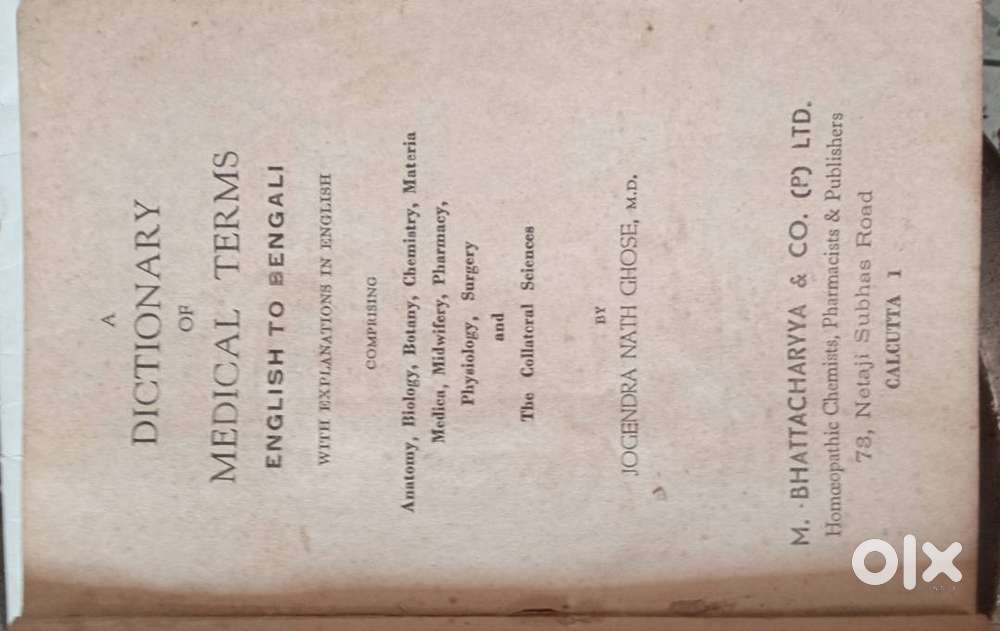 A
DICTIONARY
OF
MEDICAL TERMS
ENGLISH TO BENGALI
WITH EXPLANATIONS IN ENGLISH
COMPRISING
Anatomy, Biology, Botany, Chemistry, Materia
Medica, Midwifery, Pharmacy,
Physiology, Surgery
and
The Collateral Sciences
BY
JOGENDRA NATH GHOSE, M.D.
M. BHATTACHARYYA & CO. (P) LTD.
Homœopathic Chemists, Pharmacists & Publishers
73, Netaji Subhas Road
CALCUTTA 1
olx